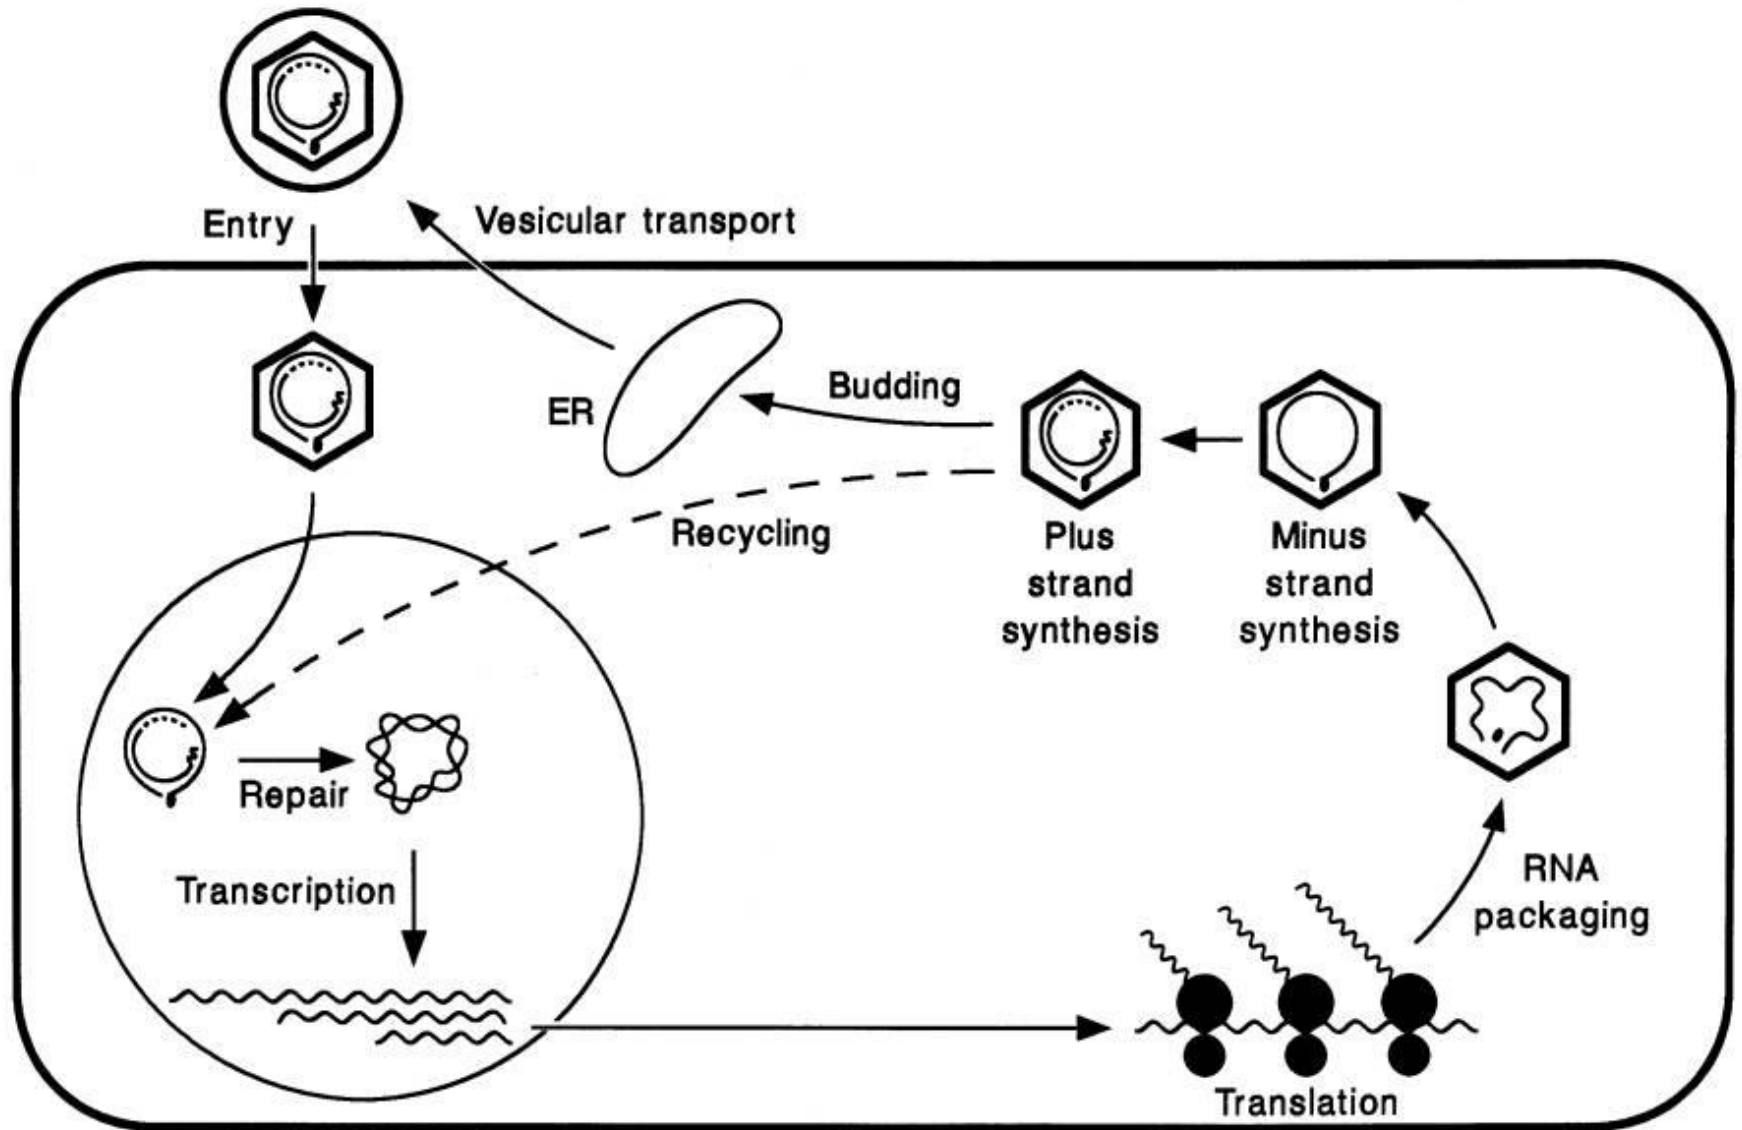 Entry
Vesicular transport
Budding
ER
Recycling
Plus
strand
synthesis
Minus
strand
synthesis
Repair
Transcription
RNA
packaging
Translation